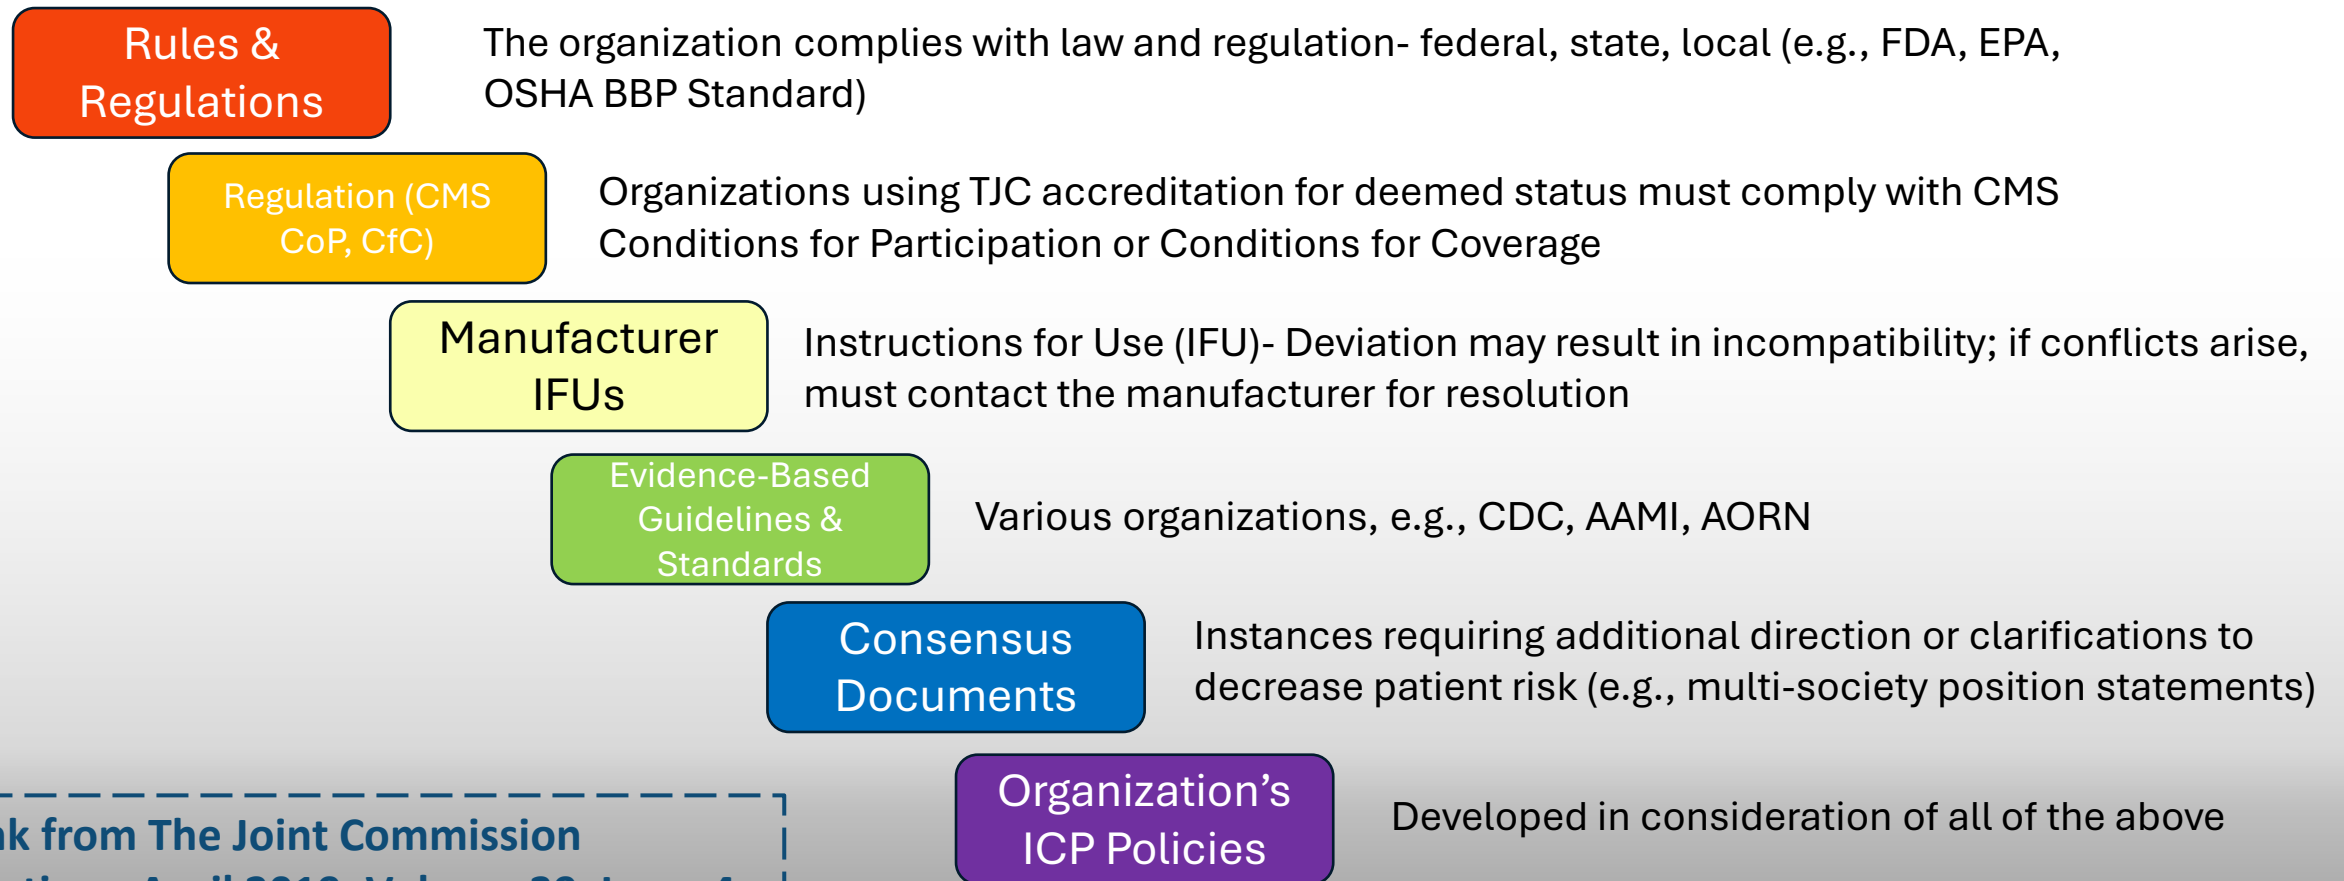 Rules &
Regulations
The organization complies with law and regulation- federal, state, local (e.g., FDA, EPA,
OSHA BBP Standard)
Regulation (CMS
CoP, CfC)
Organizations using TJC accreditation for deemed status must comply with CMS
Conditions for Participation or Conditions for Coverage
Manufacturer
IFUs
Instructions for Use (IFU)- Deviation may result in incompatibility; if conflicts arise,
must contact the manufacturer for resolution
Evidence-Based
Guidelines &
Standards
Various organizations, e.g., CDC, AAMI, AORN
Consensus
Documents
Instances requiring additional direction or clarifications to
decrease patient risk (e.g., multi-society position statements)
Organization's
ICP Policies
Developed in consideration of all of the above
from The Joint Commission
April 2019